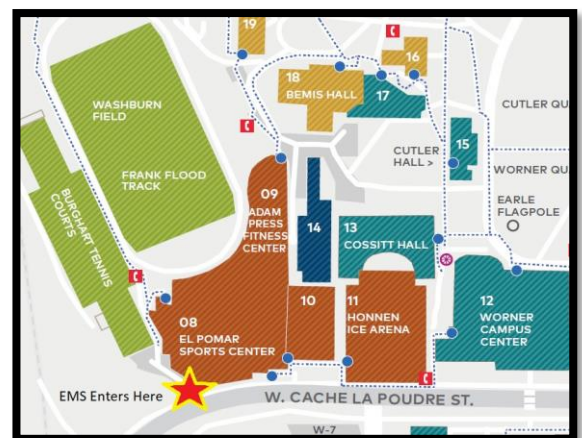 19
18
BEMIS HALL
16
17
WASHBURN
FIELD
CUTLER QU
CUTLER
HALL >
15
WORNER QU
FRANK FLOOD
TRACK
EARLE
FLAGPOLE
BURGHART TENNIS
COURTS
09
ADAM
PRESS
FITNESS
CENTER
14
13
COSSITT HALL
08
EL POMAR
SPORTS CENTER
10
11
HONNEN
ICE ARENA
12
WORNER
CAMPUS
CENTER
EMS Enters Here
W. CACHE LA POUDRE ST.
W-7